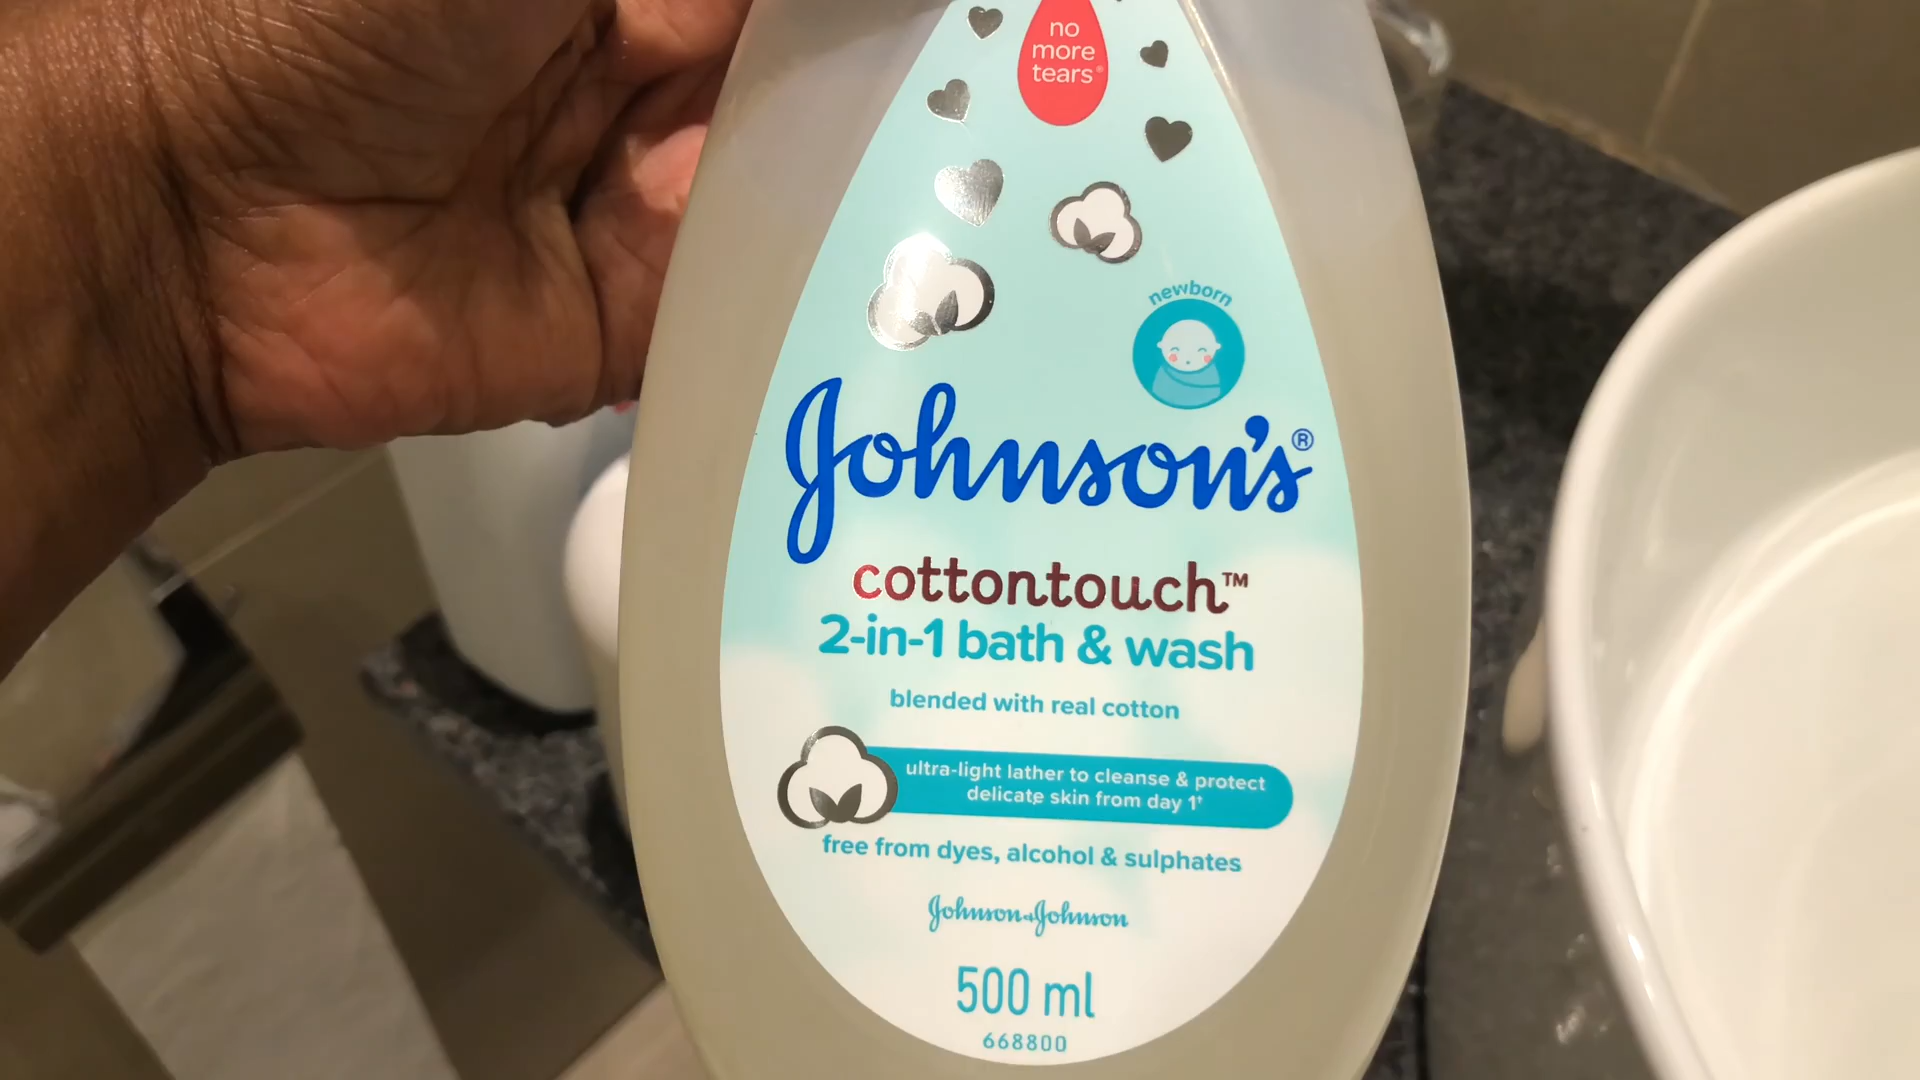 no
more
tears®
newborn
Johnson's®
cottontouch™
2-in-1 bath & wash
blended with real cotton
ultra-light lather to cleanse & protect
delicate skin from day 1†
free from dyes, alcohol & sulphates
Johnson+Johnson
500 ml
668800